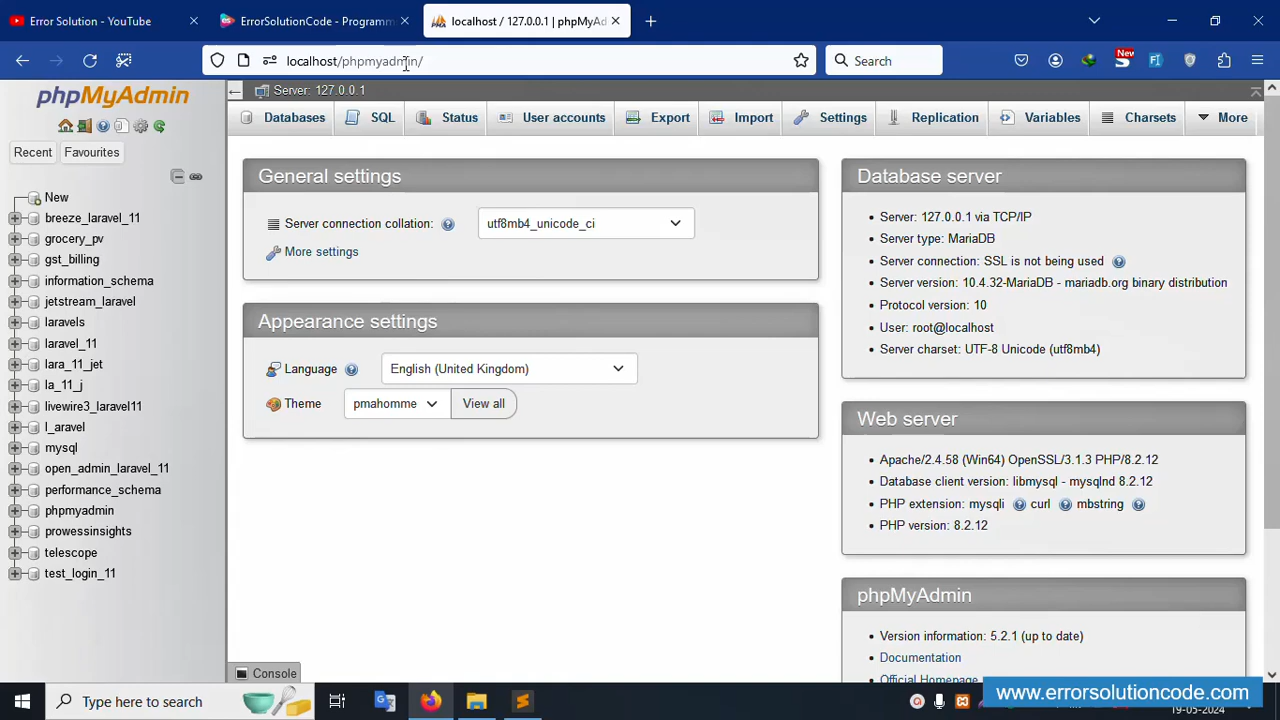 Error Solution - YouTube
ErrorSolutionCode - Programm
localhost / 127.0.0.1 | phpMyAd
localhost/phpmyadmin/
Search
New
phpMyAdmin
Recent
Favourites
New
breeze_laravel_11
grocery_pv
gst_billing
information_schema
jetstream_laravel
laravels
laravel_11
lara_11_jet
la_11_j
livewire3_laravel11
l_aravel
mysql
open_admin_laravel_11
performance_schema
phpmyadmin
prowessinsights
telescope
test_login_11
Server: 127.0.0.1
Databases
SQL
Status
User accounts
Export
Import
Settings
Replication
Variables
Charsets
More
General settings
Server connection collation:
utf8mb4_unicode_ci
More settings
Appearance settings
Language
English (United Kingdom)
Theme
pmahomme
View all
Database server
Server: 127.0.0.1 via TCP/IP
Server type: MariaDB
Server connection: SSL is not being used
Server version: 10.4.32-MariaDB - mariadb.org binary distribution
Protocol version: 10
User: root@localhost
Server charset: UTF-8 Unicode (utf8mb4)
Web server
Apache/2.4.58 (Win64) OpenSSL/3.1.3 PHP/8.2.12
Database client version: libmysql - mysqlnd 8.2.12
PHP extension: mysqli curl mbstring
PHP version: 8.2.12
phpMyAdmin
Version information: 5.2.1 (up to date)
Documentation
Official Homepage
Console
Type here to search
www.errorsolutioncode.com
19-05-2024